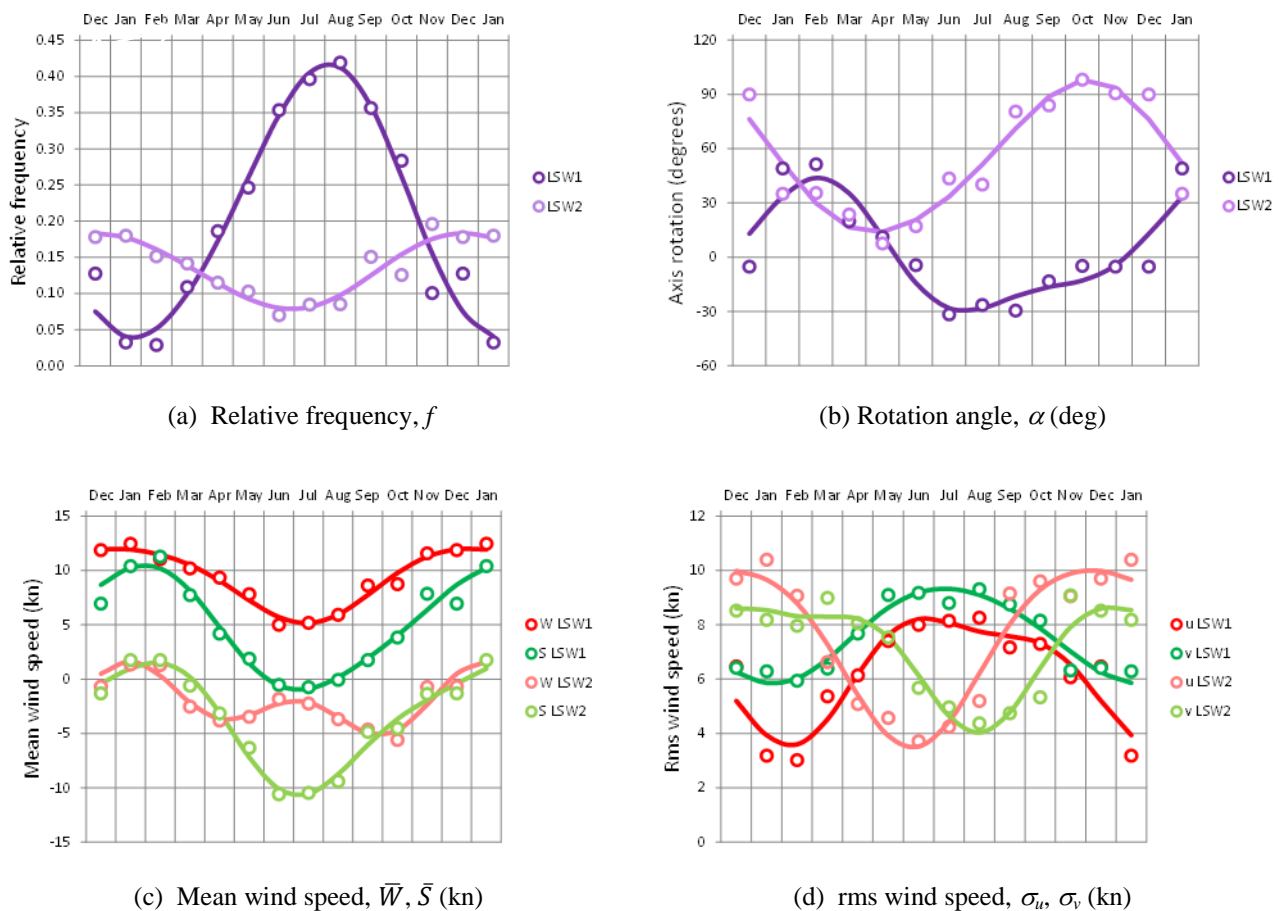 Dec Jan Feb Mar Apr May Jun Jul Aug Sep Oct Nov Dec Jan
0.45
0.40
0.35
0.30
0.25
0.20
0.15
0.10
0.05
0.00
Relative frequency
LSW1
LSW2
(a) Relative frequency, f
Dec Jan Feb Mar Apr May Jun Jul Aug Sep Oct Nov Dec Jan
120
90
60
30
0
-30
-60
Axis rotation (degrees)
LSW1
LSW2
(b) Rotation angle, α (deg)
Dec Jan Feb Mar Apr May Jun Jul Aug Sep Oct Nov Dec Jan
15
10
5
0
-5
-10
-15
Mean wind speed (kn)
W LSW1
S LSW1
W LSW2
S LSW2
(c) Mean wind speed, W̄, S̄ (kn)
Dec Jan Feb Mar Apr May Jun Jul Aug Sep Oct Nov Dec Jan
12
10
8
6
4
2
0
Rms wind speed (kn)
u LSW1
v LSW1
u LSW2
v LSW2
(d) rms wind speed, σu, σv (kn)